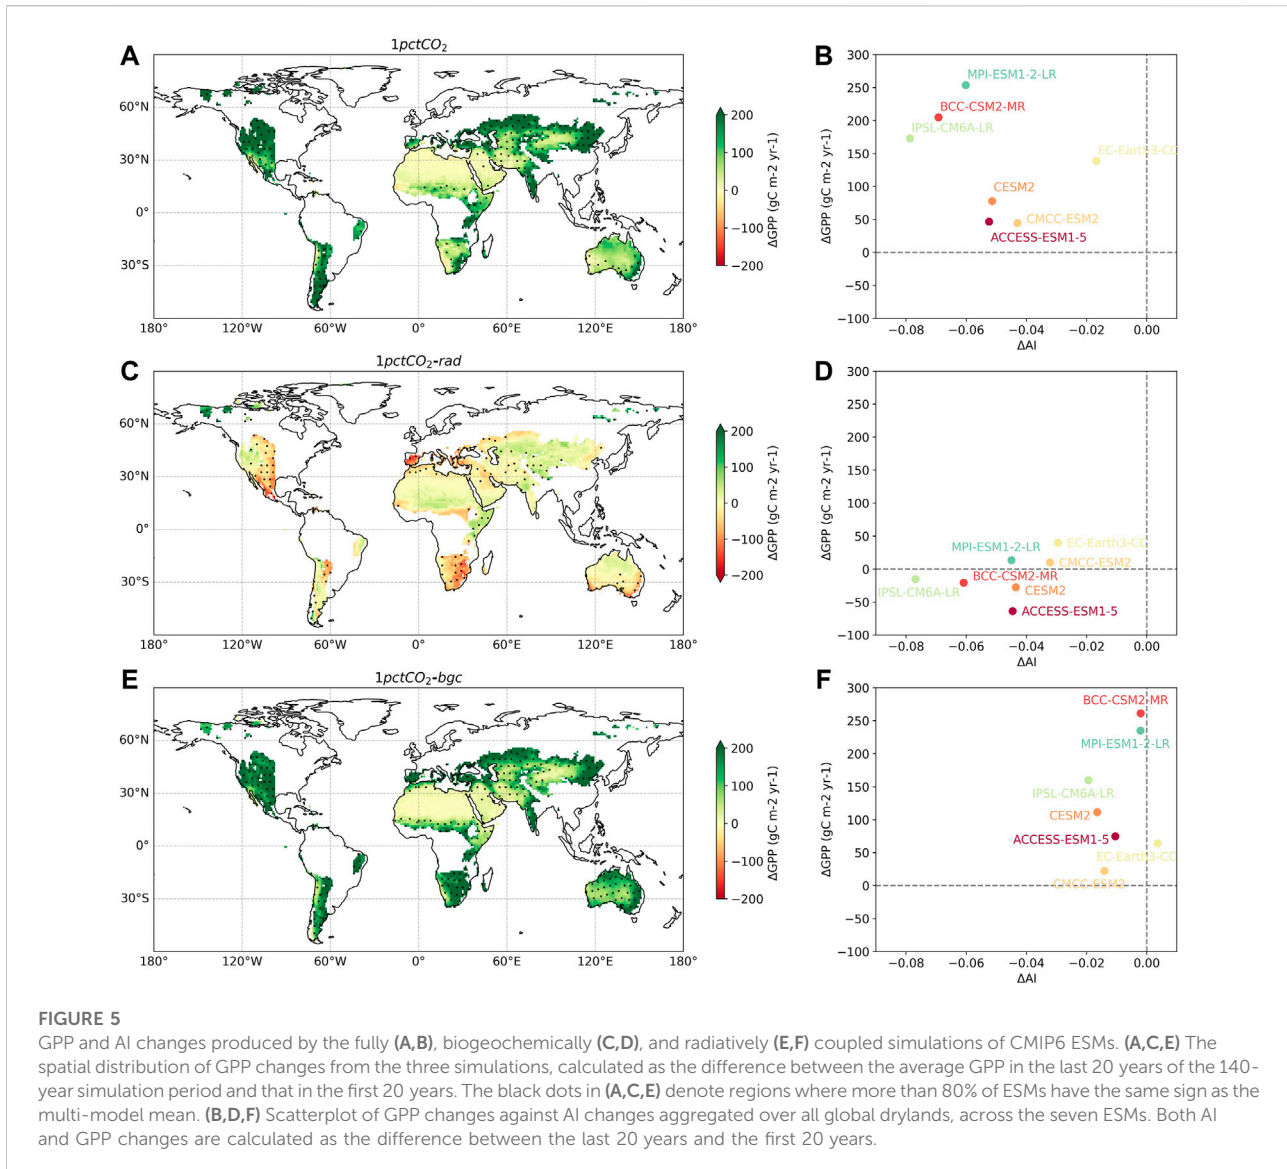 A
1pctCO2
60°N
30°N
0°
30°S
180° 120°W 60°W 0° 60°E 120°E 180°
200
100
0
−100
−200
ΔGPP (gC m-2 yr-1)
B
300
250
200
150
100
50
0
−50
−100
ΔGPP (gC m-2 yr-1)
MPI-ESM1-2-LR
BCC-CSM2-MR
IPSL-CM6A-LR
EC-Earth3-CC
CESM2
CMCC-ESM2
ACCESS-ESM1-5
−0.08 −0.06 −0.04 −0.02 0.00
ΔAI
C
1pctCO2-rad
60°N
30°N
0°
30°S
180° 120°W 60°W 0° 60°E 120°E 180°
200
100
0
−100
−200
ΔGPP (gC m-2 yr-1)
D
300
250
200
150
100
50
0
−50
−100
ΔGPP (gC m-2 yr-1)
EC-Earth3-CC
MPI-ESM1-2-LR
CMCC-ESM2
BCC-CSM2-MR
IPSL-CM6A-LR
CESM2
ACCESS-ESM1-5
−0.08 −0.06 −0.04 −0.02 0.00
ΔAI
E
1pctCO2-bgc
60°N
30°N
0°
30°S
180° 120°W 60°W 0° 60°E 120°E 180°
200
100
0
−100
−200
ΔGPP (gC m-2 yr-1)
F
300
250
200
150
100
50
0
−50
−100
ΔGPP (gC m-2 yr-1)
BCC-CSM2-MR
MPI-ESM1-2-LR
IPSL-CM6A-LR
CESM2
ACCESS-ESM1-5
EC-Earth3-CC
CMCC-ESM2
−0.08 −0.06 −0.04 −0.02 0.00
ΔAI
FIGURE 5
GPP and AI changes produced by the fully (A,B), biogeochemically (C,D), and radiatively (E,F) coupled simulations of CMIP6 ESMs. (A,C,E) The
spatial distribution of GPP changes from the three simulations, calculated as the difference between the average GPP in the last 20 years of the 140-
year simulation period and that in the first 20 years. The black dots in (A,C,E) denote regions where more than 80% of ESMs have the same sign as the
multi-model mean. (B,D,F) Scatterplot of GPP changes against AI changes aggregated over all global drylands, across the seven ESMs. Both AI
and GPP changes are calculated as the difference between the last 20 years and the first 20 years.